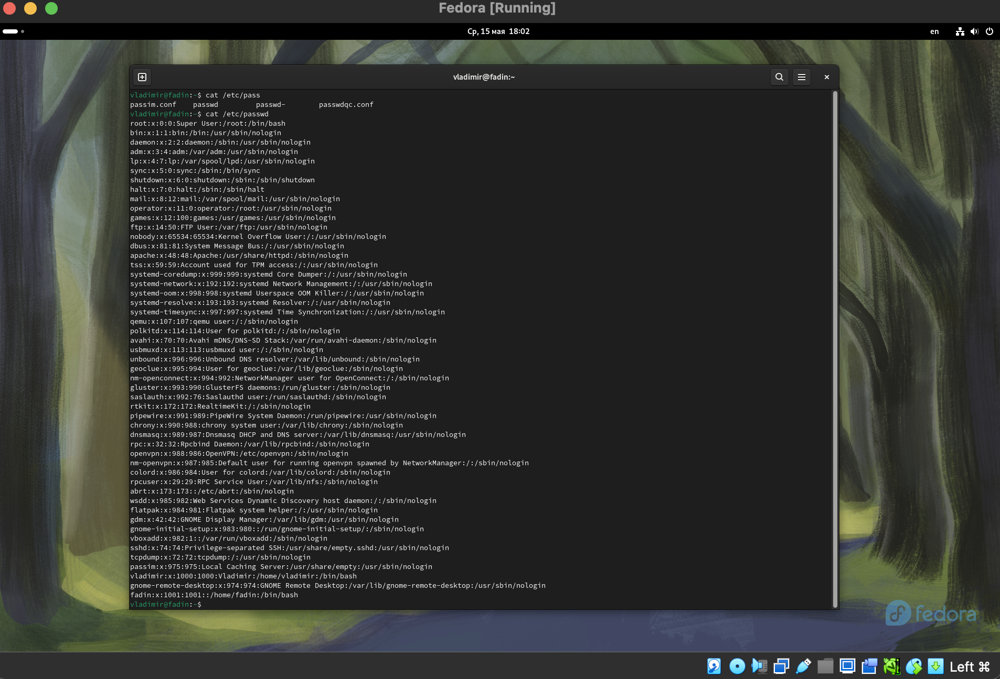 Fedora [Running]
Ср, 15 мая 18:02
en
vladimir@fadin:~
vladimir@fadin:~$ cat /etc/pass
passim.conf    passwd         passwd-        passwdqc.conf
vladimir@fadin:~$ cat /etc/passwd
root:x:0:0:Super User:/root:/bin/bash
bin:x:1:1:bin:/bin:/usr/sbin/nologin
daemon:x:2:2:daemon:/sbin:/usr/sbin/nologin
adm:x:3:4:adm:/var/adm:/usr/sbin/nologin
lp:x:4:7:lp:/var/spool/lpd:/usr/sbin/nologin
sync:x:5:0:sync:/sbin:/bin/sync
shutdown:x:6:0:shutdown:/sbin:/sbin/shutdown
halt:x:7:0:halt:/sbin:/sbin/halt
mail:x:8:12:mail:/var/spool/mail:/usr/sbin/nologin
operator:x:11:0:operator:/root:/usr/sbin/nologin
games:x:12:100:games:/usr/games:/usr/sbin/nologin
ftp:x:14:50:FTP User:/var/ftp:/usr/sbin/nologin
nobody:x:65534:65534:Kernel Overflow User:/:/usr/sbin/nologin
dbus:x:81:81:System Message Bus:/:/usr/sbin/nologin
apache:x:48:48:Apache:/usr/share/httpd:/sbin/nologin
tss:x:59:59:Account used for TPM access:/:/usr/sbin/nologin
systemd-coredump:x:999:999:systemd Core Dumper:/:/usr/sbin/nologin
systemd-network:x:192:192:systemd Network Management:/:/usr/sbin/nologin
systemd-oom:x:998:998:systemd Userspace OOM Killer:/:/usr/sbin/nologin
systemd-resolve:x:193:193:systemd Resolver:/:/usr/sbin/nologin
systemd-timesync:x:997:997:systemd Time Synchronization:/:/usr/sbin/nologin
qemu:x:107:107:qemu user:/:/sbin/nologin
polkitd:x:114:114:User for polkitd:/:/sbin/nologin
avahi:x:70:70:Avahi mDNS/DNS-SD Stack:/var/run/avahi-daemon:/sbin/nologin
usbmuxd:x:113:113:usbmuxd user:/:/sbin/nologin
unbound:x:996:996:Unbound DNS resolver:/var/lib/unbound:/sbin/nologin
geoclue:x:995:994:User for geoclue:/var/lib/geoclue:/sbin/nologin
nm-openconnect:x:994:992:NetworkManager user for OpenConnect:/:/sbin/nologin
gluster:x:993:990:GlusterFS daemons:/run/gluster:/sbin/nologin
saslauth:x:992:76:Saslauthd user:/run/saslauthd:/sbin/nologin
rtkit:x:172:172:RealtimeKit:/:/sbin/nologin
pipewire:x:991:989:PipeWire System Daemon:/run/pipewire:/usr/sbin/nologin
chrony:x:990:988:chrony system user:/var/lib/chrony:/sbin/nologin
dnsmasq:x:989:987:Dnsmasq DHCP and DNS server:/var/lib/dnsmasq:/usr/sbin/nologin
rpc:x:32:32:Rpcbind Daemon:/var/lib/rpcbind:/sbin/nologin
openvpn:x:988:986:OpenVPN:/etc/openvpn:/sbin/nologin
nm-openvpn:x:987:985:Default user for running openvpn spawned by NetworkManager:/:/sbin/nologin
colord:x:986:984:User for colord:/var/lib/colord:/sbin/nologin
rpcuser:x:29:29:RPC Service User:/var/lib/nfs:/sbin/nologin
abrt:x:173:173::/etc/abrt:/sbin/nologin
wsdd:x:985:982:Web Services Dynamic Discovery host daemon:/:/sbin/nologin
flatpak:x:984:981:Flatpak system helper:/:/usr/sbin/nologin
gdm:x:42:42:GNOME Display Manager:/var/lib/gdm:/usr/sbin/nologin
gnome-initial-setup:x:983:980::/run/gnome-initial-setup/:/sbin/nologin
vboxadd:x:982:1::/var/run/vboxadd:/sbin/nologin
sshd:x:74:74:Privilege-separated SSH:/usr/share/empty.sshd:/usr/sbin/nologin
tcpdump:x:72:72:tcpdump:/:/usr/sbin/nologin
passim:x:975:975:Local Caching Server:/usr/share/empty:/usr/sbin/nologin
vladimir:x:1000:1000:Vladimir:/home/vladimir:/bin/bash
gnome-remote-desktop:x:974:974:GNOME Remote Desktop:/var/lib/gnome-remote-desktop:/usr/sbin/nologin
fadin:x:1001:1001::/home/fadin:/bin/bash
vladimir@fadin:~$
fedora
Left ⌘